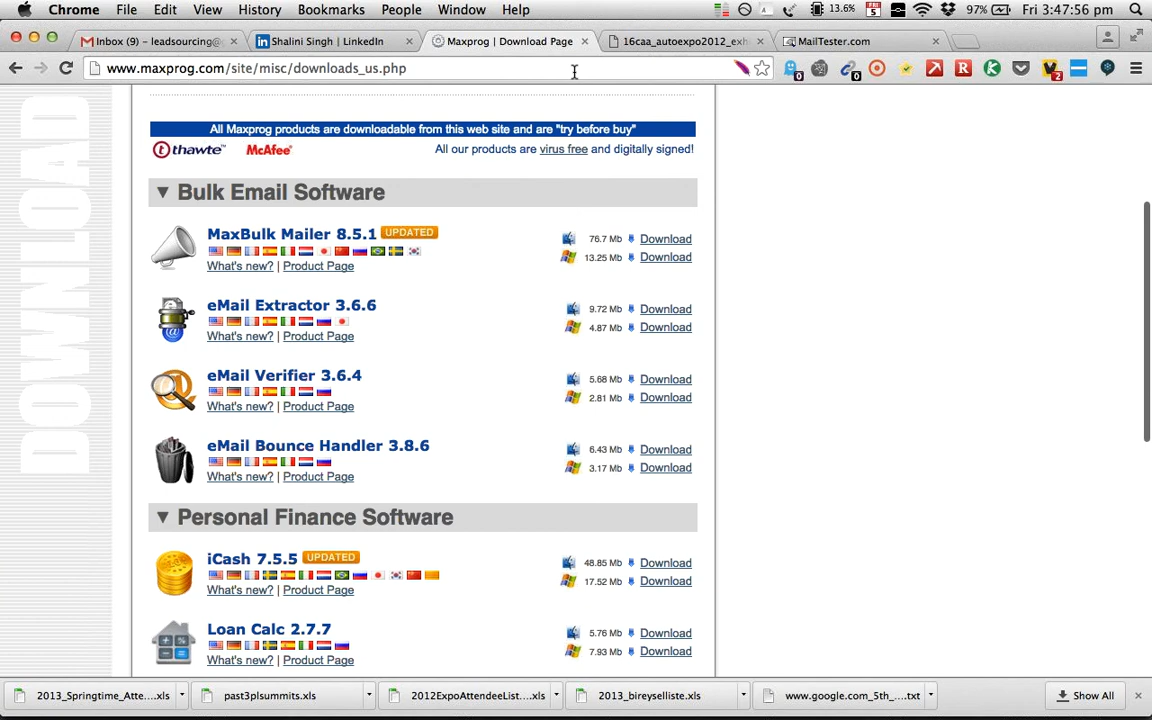 Chrome File Edit View History Bookmarks People Window Help 13.6% FRI 5 97% Fri 3:47:56 pm
Inbox (9) – leadsourcing@ × Shalini Singh | LinkedIn × Maxprog | Download Page × 16caa_autoexpo2012_exh × MailTester.com ×
www.maxprog.com/site/misc/downloads_us.php 0 0 R K 2
DOWNLOAD
All Maxprog products are downloadable from this web site and are "try before buy"
thawte™ McAfee® All our products are virus free and digitally signed!
▼ Bulk Email Software
MaxBulk Mailer 8.5.1 UPDATED
76.7 Mb Download
What's new? | Product Page 13.25 Mb Download
eMail Extractor 3.6.6
9.72 Mb Download
What's new? | Product Page 4.87 Mb Download
eMail Verifier 3.6.4
5.68 Mb Download
What's new? | Product Page 2.81 Mb Download
eMail Bounce Handler 3.8.6
6.43 Mb Download
What's new? | Product Page 3.17 Mb Download
▼ Personal Finance Software
iCash 7.5.5 UPDATED
48.85 Mb Download
What's new? | Product Page 17.52 Mb Download
Loan Calc 2.7.7
5.76 Mb Download
What's new? | Product Page 7.93 Mb Download
2013_Springtime_Atte....xls past3plsummits.xls 2012ExpoAttendeeList....xls 2013_bireyselliste.xls www.google.com_5th_....txt Show All ×